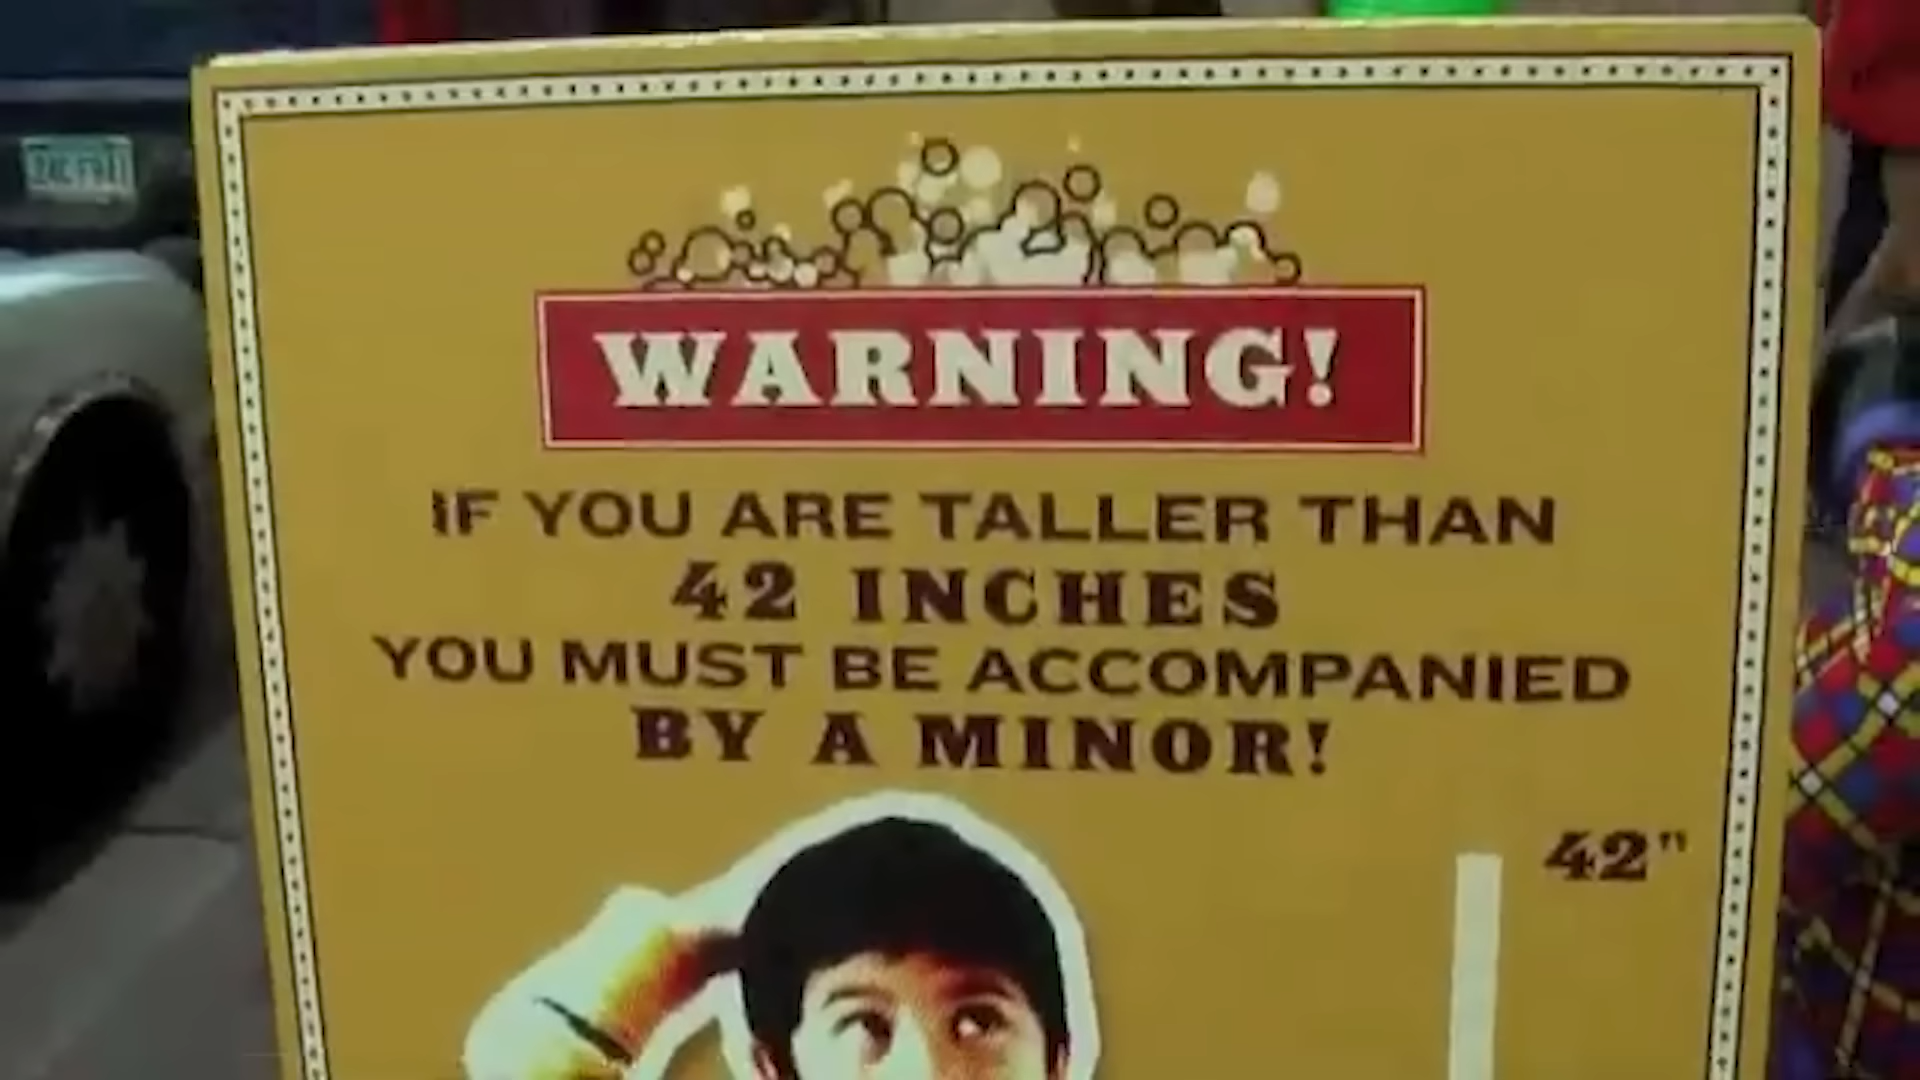 WARNING!
IF YOU ARE TALLER THAN
42 INCHES
YOU MUST BE ACCOMPANIED
BY A MINOR!
42"